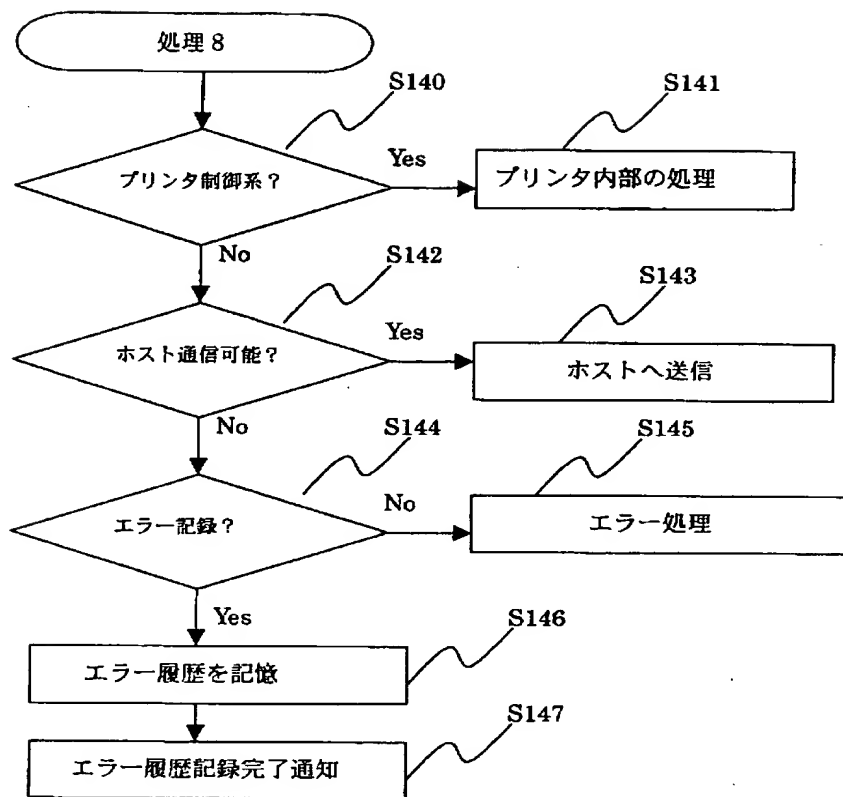 処理8
S140
S141
プリンタ制御系?
Yes
プリンタ内部の処理
No
S142
S143
ホスト通信可能?
Yes
ホストへ送信
No
S144
S145
エラー記録?
No
エラー処理
Yes
S146
エラー履歴を記憶
S147
エラー履歴記録完了通知